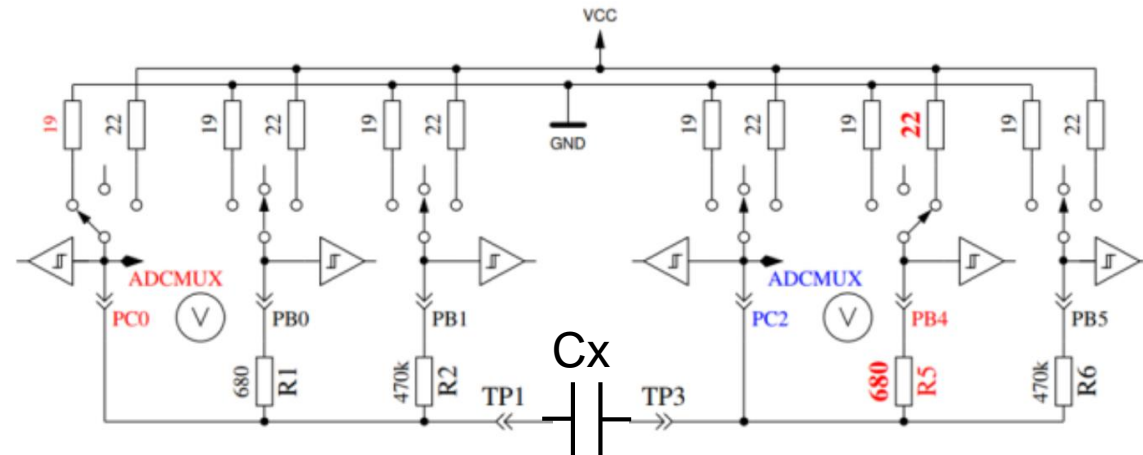 VCC
19 22 19 22 19 22 19 22 19 22 19 22
GND
ADCMUX ADCMUX
PC0 V PB0 PB1 PC2 V PB4 PB5
680 R1 470k R2 Cx 680 R5 470k R6
TP1 TP3